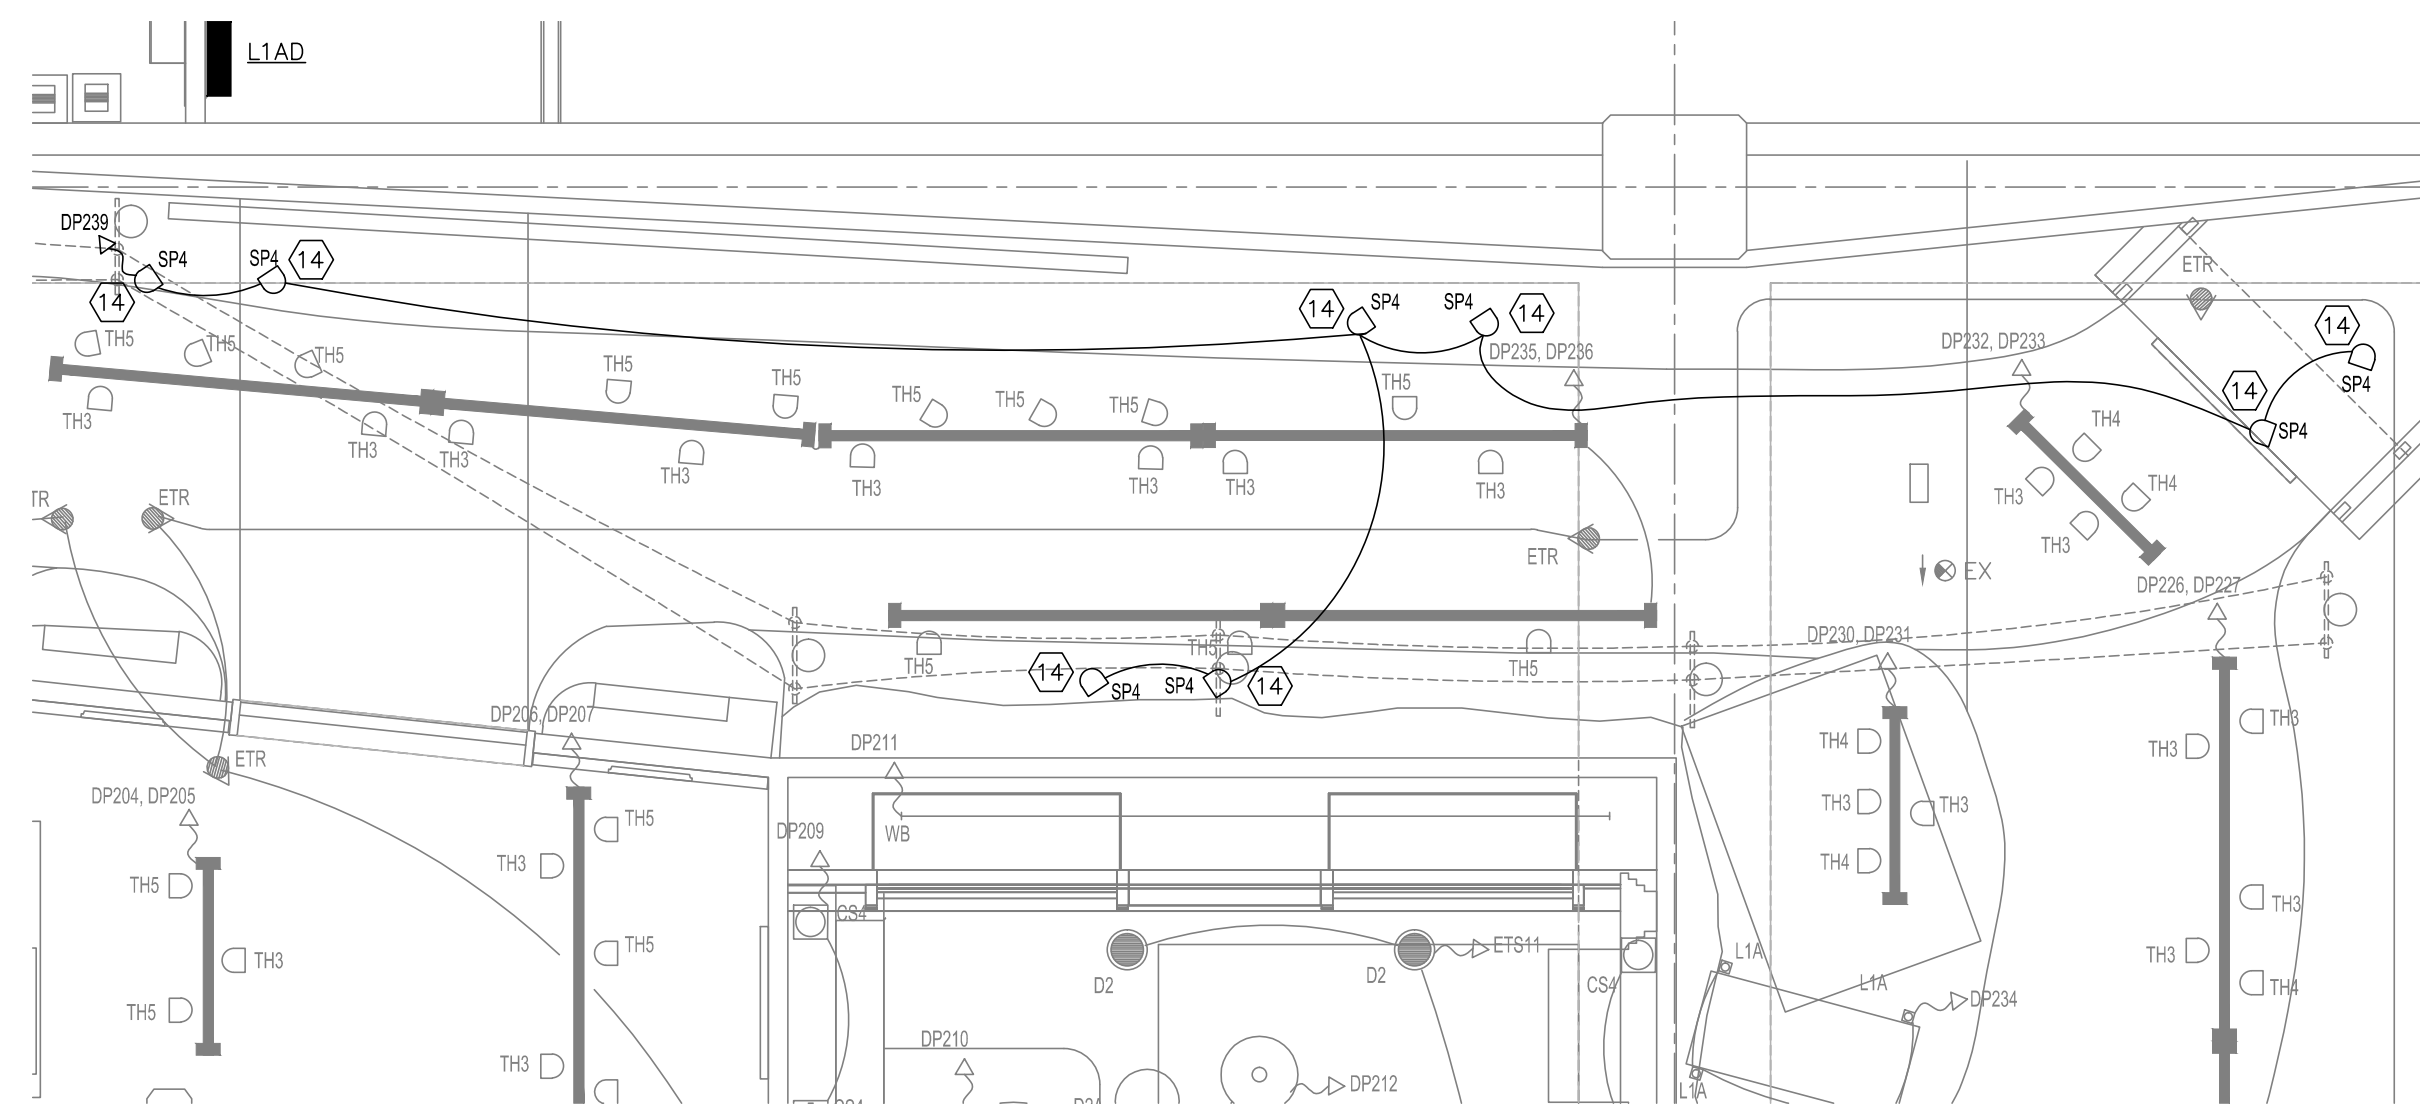 L1AD
DP239
SP4
SP4
14
14
ETR
14
SP4
SP4
14
14
TH5
TH5
TH5
DP235, DP236
DP232, DP233
TH5
TH5
TH5
TH5
TH5
TH5
14
SP4
SP4
TH3
TH3
TH3
TH3
TH3
TH3
TH3
TH3
TH4
TH4
TH3
TH3
TR
ETR
ETR
EX
DP226, DP227
DP230, DP231
TH5
TH5
TH5
14
SP4
SP4
14
DP206, DP207
DP211
ETR
DP204, DP205
TH3
TH3
TH4
TH3
TH3
TH4
WB
DP209
TH5
TH3
TH5
TH3
TH5
TH3
TH5
TH3
CS4
ETS11
D2
D2
CS4
L1A
L1A
DP234
TH3
TH3
TH4
DP210
DP212
L1A